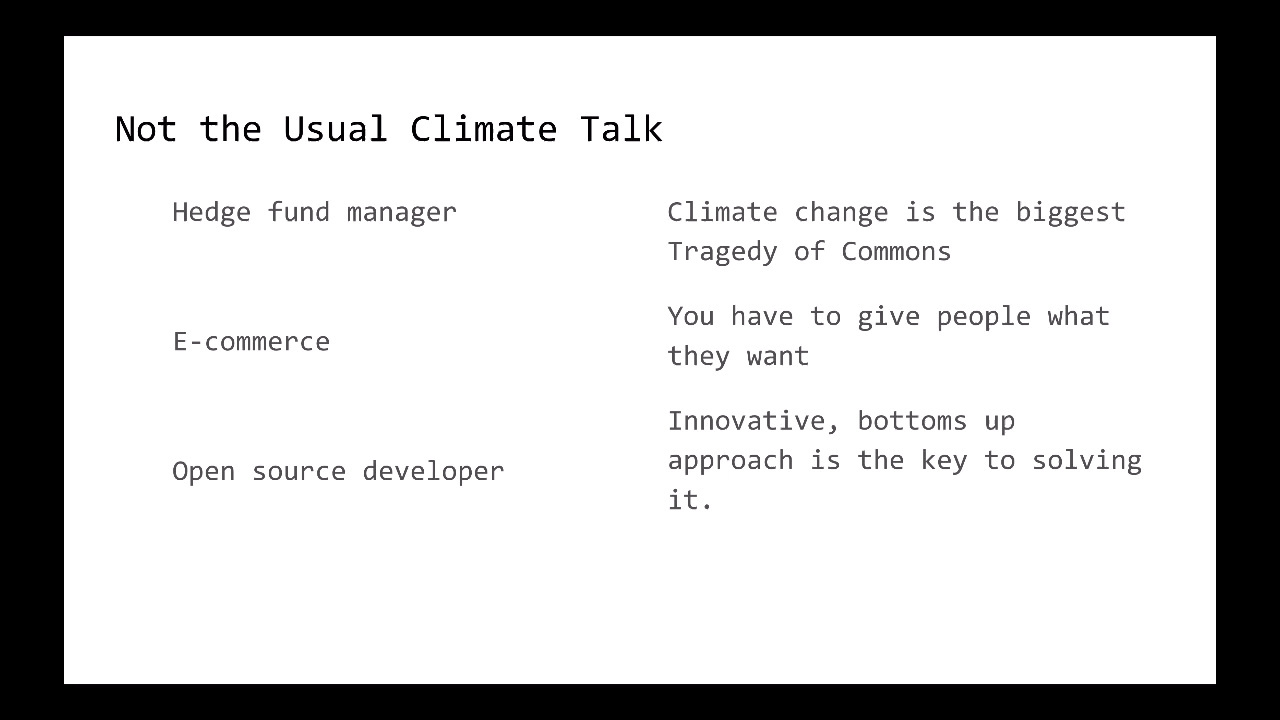 Not the Usual Climate Talk
Hedge fund manager
E-commerce
Open source developer
Climate change is the biggest
Tragedy of Commons
You have to give people what
they want
Innovative, bottoms up
approach is the key to solving
it.